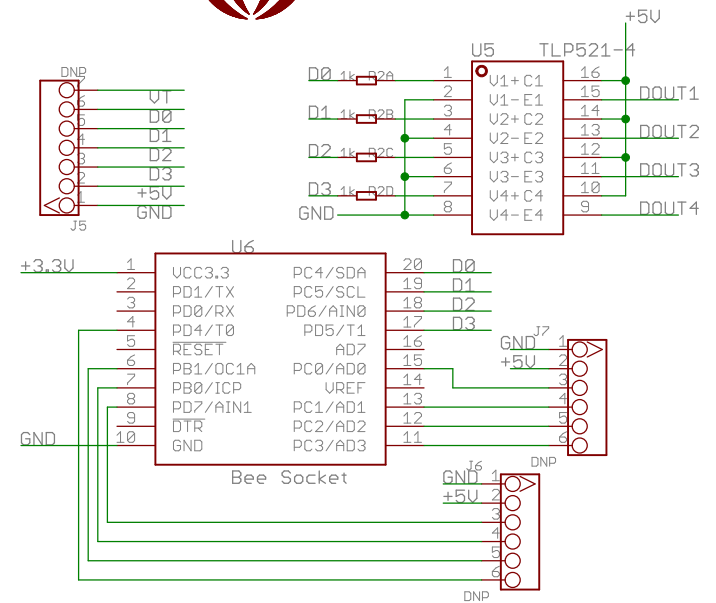 +5V
U5 TLP521-4
DNP
7
VT
6
D0
5
D1
4
D2
3
D3
2
+5V
1
GND
J5
D0 1k R2A 1 V1+ C1 16
2 V1- E1 15 DOUT1
D1 1k R2B 3 V2+ C2 14
4 V2- E2 13 DOUT2
D2 1k R2C 5 V3+ C3 12
6 V3- E3 11 DOUT3
D3 1k R2D 7 V4+ C4 10
GND 8 V4- E4 9 DOUT4
U6
+3.3V 1 VCC3.3 PC4/SDA 20 D0
2 PD1/TX PC5/SCL 19 D1
3 PD0/RX PD6/AIN0 18 D2
4 PD4/T0 PD5/T1 17 D3
5 RESET AD7 16
6 PB1/OC1A PC0/AD0 15
7 PB0/ICP VREF 14
8 PD7/AIN1 PC1/AD1 13
9 DTR PC2/AD2 12
GND 10 GND PC3/AD3 11
Bee Socket
J7
GND 1
+5V 2
3
4
5
6
DNP
J6
GND 1
+5V 2
3
4
5
6
DNP